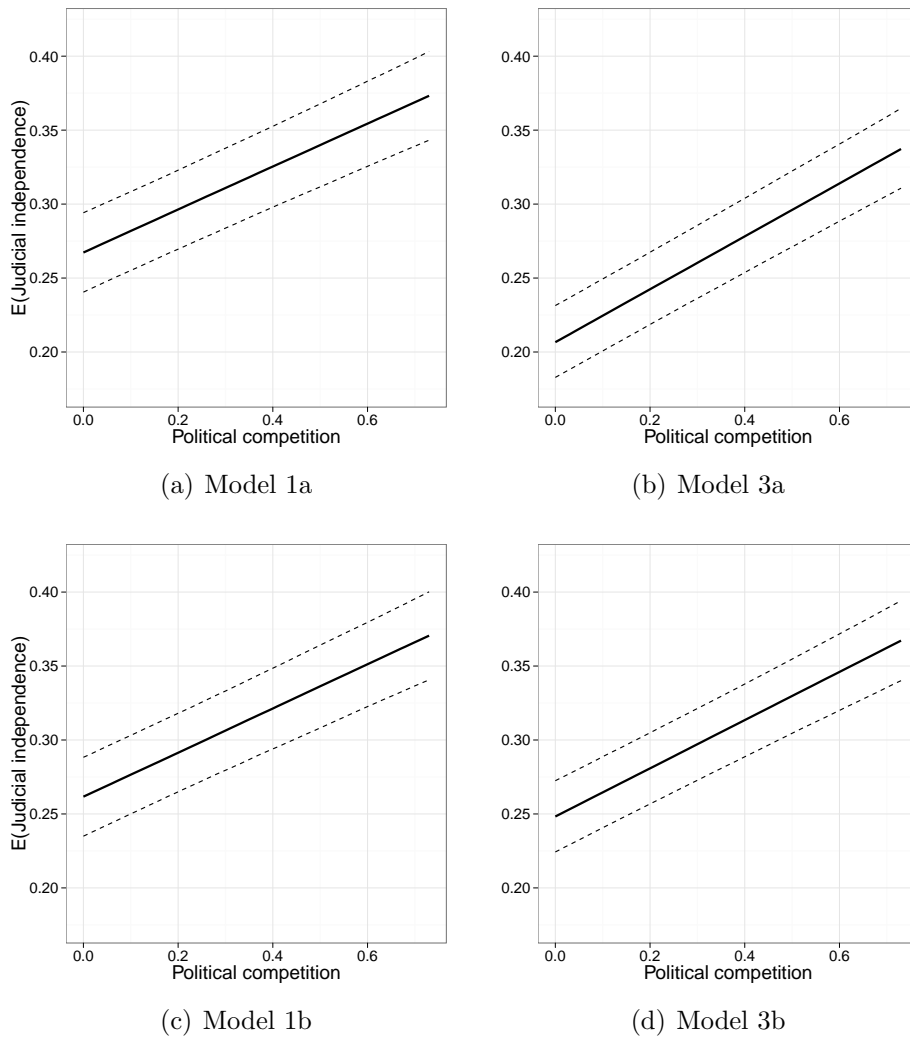 0.40
0.35
0.30
0.25
0.20
E(Judicial independence)
0.0 0.2 0.4 0.6
Political competition
(a) Model 1a
0.40
0.35
0.30
0.25
0.20
0.0 0.2 0.4 0.6
Political competition
(b) Model 3a
0.40
0.35
0.30
0.25
0.20
E(Judicial independence)
0.0 0.2 0.4 0.6
Political competition
(c) Model 1b
0.40
0.35
0.30
0.25
0.20
0.0 0.2 0.4 0.6
Political competition
(d) Model 3b